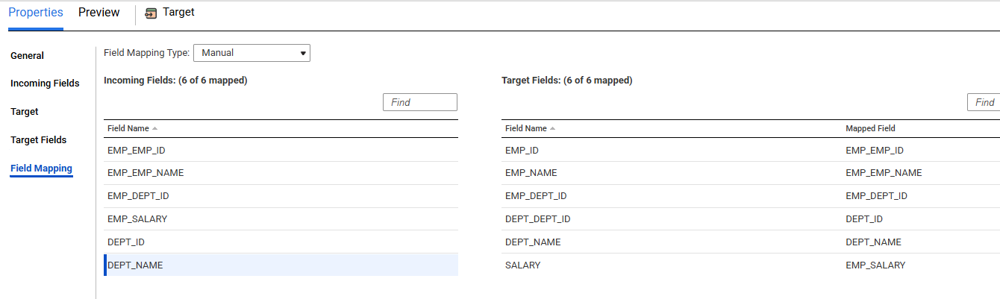 Properties Preview Target
General
Incoming Fields
Target
Target Fields
Field Mapping
Field Mapping Type: Manual
Incoming Fields: (6 of 6 mapped)
Find
Field Name
EMP_EMP_ID
EMP_EMP_NAME
EMP_DEPT_ID
EMP_SALARY
DEPT_ID
DEPT_NAME
Target Fields: (6 of 6 mapped)
Find
Field Name Mapped Field
EMP_ID EMP_EMP_ID
EMP_NAME EMP_EMP_NAME
EMP_DEPT_ID EMP_DEPT_ID
DEPT_DEPT_ID DEPT_ID
DEPT_NAME DEPT_NAME
SALARY EMP_SALARY